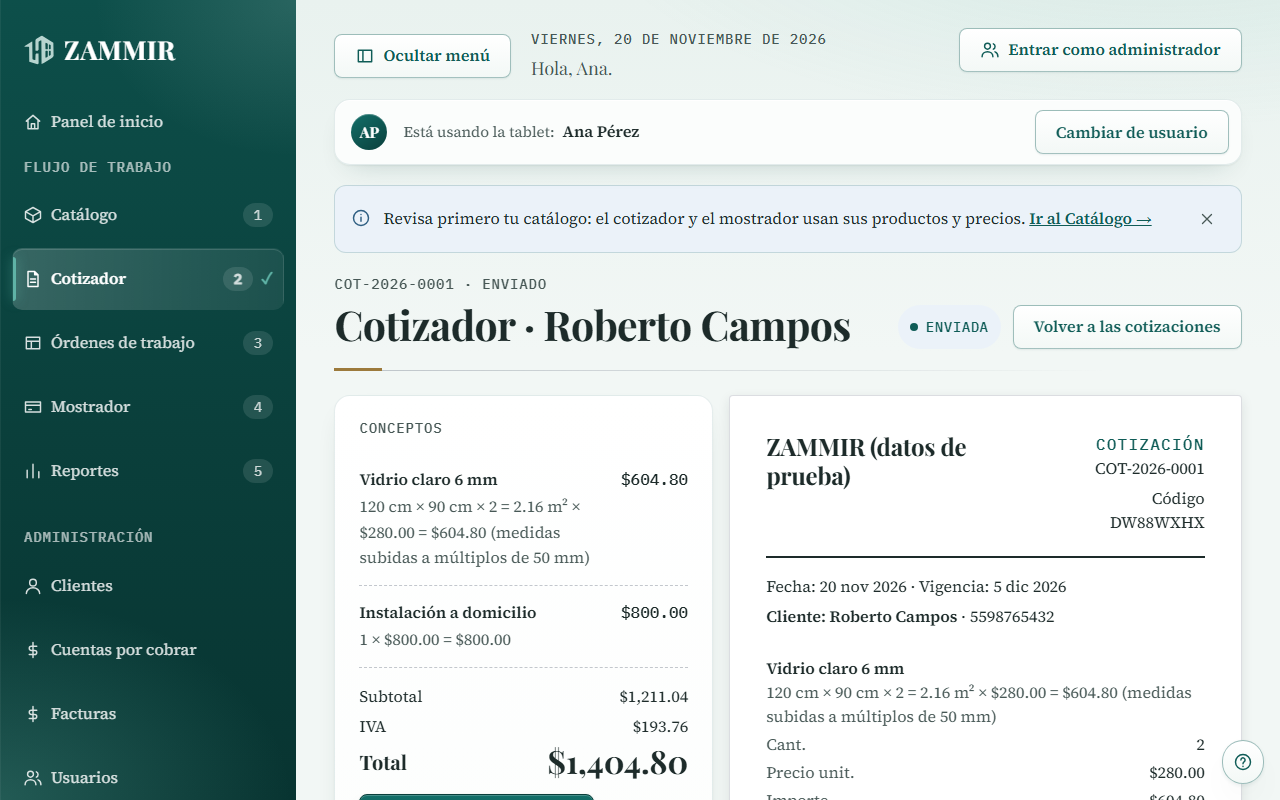 ZAMMIR
Panel de inicio
FLUJO DE TRABAJO
Catálogo 1
Cotizador 2 ✓
Órdenes de trabajo 3
Mostrador 4
Reportes 5
ADMINISTRACIÓN
Clientes
$ Cuentas por cobrar
$ Facturas
Usuarios
Ocultar menú
VIERNES, 20 DE NOVIEMBRE DE 2026
Hola, Ana.
Entrar como administrador
AP Está usando la tablet: Ana Pérez
Cambiar de usuario
Revisa primero tu catálogo: el cotizador y el mostrador usan sus productos y precios. Ir al Catálogo →
COT-2026-0001 · ENVIADO
Cotizador · Roberto Campos
ENVIADA
Volver a las cotizaciones
CONCEPTOS
Vidrio claro 6 mm $604.80
120 cm × 90 cm × 2 = 2.16 m² ×
$280.00 = $604.80 (medidas
subidas a múltiplos de 50 mm)
Instalación a domicilio $800.00
1 × $800.00 = $800.00
Subtotal $1,211.04
IVA $193.76
Total $1,404.80
ZAMMIR (datos de
prueba)
COTIZACIÓN
COT-2026-0001
Código
DW88WXHX
Fecha: 20 nov 2026 · Vigencia: 5 dic 2026
Cliente: Roberto Campos · 5598765432
Vidrio claro 6 mm
120 cm × 90 cm × 2 = 2.16 m² × $280.00 = $604.80 (medidas
subidas a múltiplos de 50 mm)
Cant. 2
Precio unit. $280.00
Importe $604.80